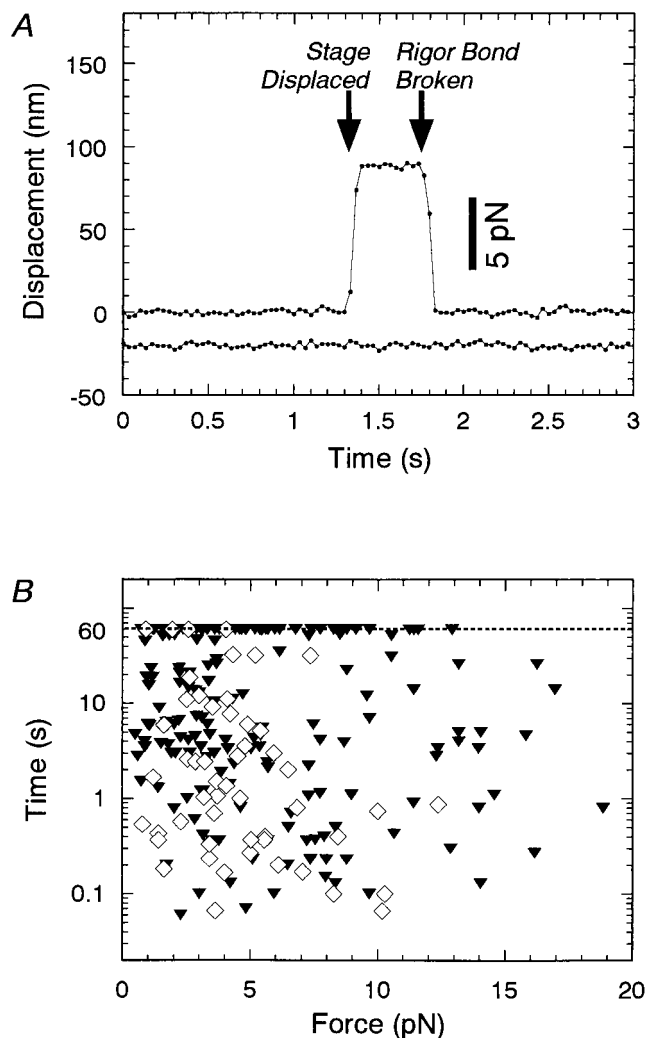 A
Stage Displaced
Rigor Bond Broken
150
100
50
0
-50
Displacement (nm)
5 pN
0 0.5 1 1.5 2 2.5 3
Time (s)
B
60
10
1
0.1
Time (s)
0 5 10 15 20
Force (pN)